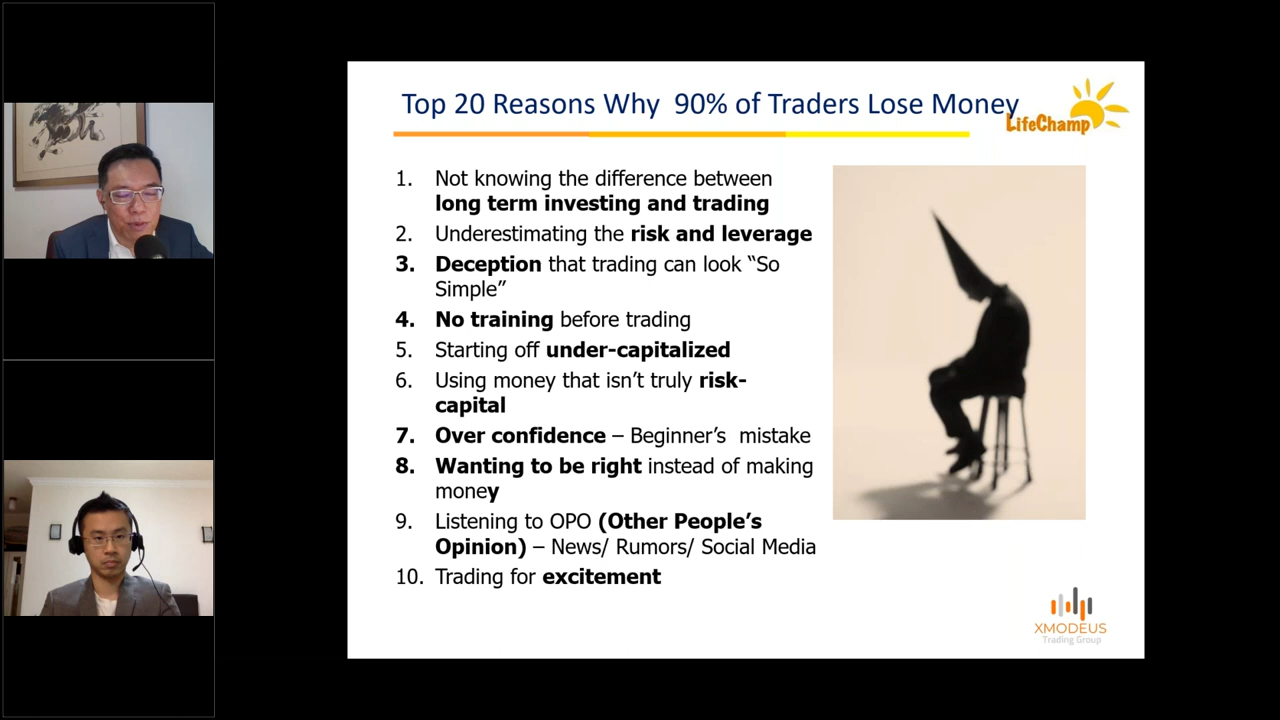 Top 20 Reasons Why 90% of Traders Lose Money
LifeChamp
1. Not knowing the difference between
long term investing and trading
2. Underestimating the risk and leverage
3. Deception that trading can look “So
Simple”
4. No training before trading
5. Starting off under-capitalized
6. Using money that isn’t truly risk-
capital
7. Over confidence – Beginner’s mistake
8. Wanting to be right instead of making
money
9. Listening to OPO (Other People’s
Opinion) – News/ Rumors/ Social Media
10. Trading for excitement
XMODEUS
Trading Group